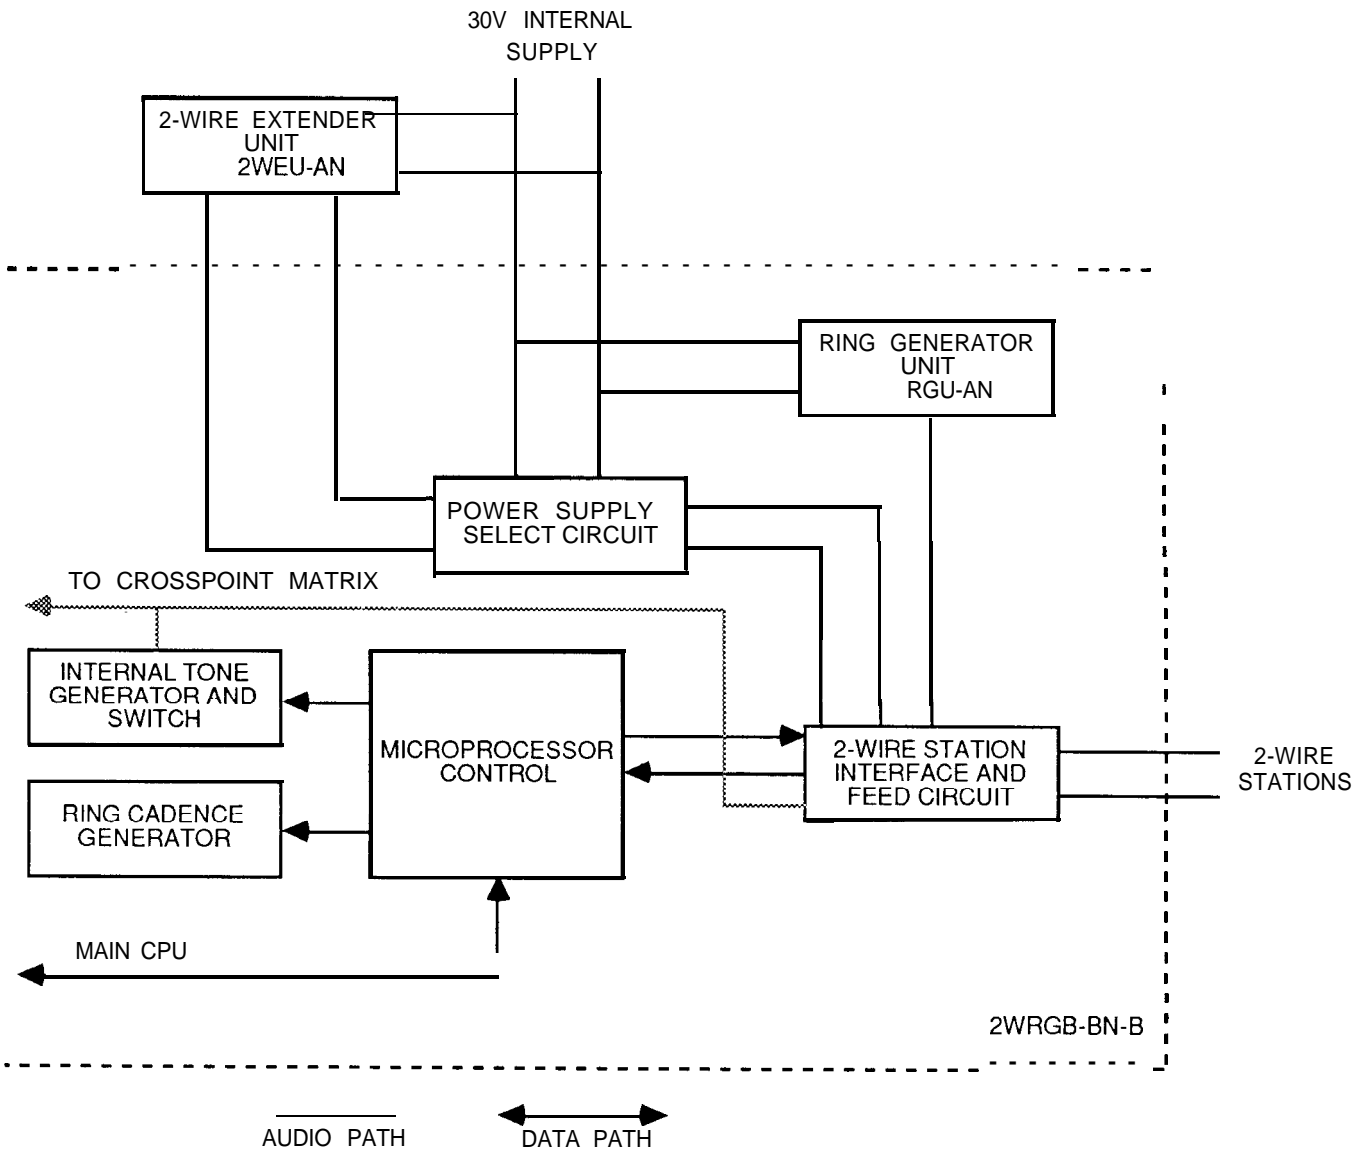 30V INTERNAL
SUPPLY
2-WIRE EXTENDER
UNIT
2WEU-AN
RING GENERATOR
UNIT
RGU-AN
POWER SUPPLY
SELECT CIRCUIT
TO CROSSPOINT MATRIX
INTERNAL TONE
GENERATOR AND
SWITCH
MICROPROCESSOR
CONTROL
2-WIRE STATION
INTERFACE AND
FEED CIRCUIT
2-WIRE
STATIONS
RING CADENCE
GENERATOR
MAIN CPU
2WRGB-BN-B
AUDIO PATH
DATA PATH